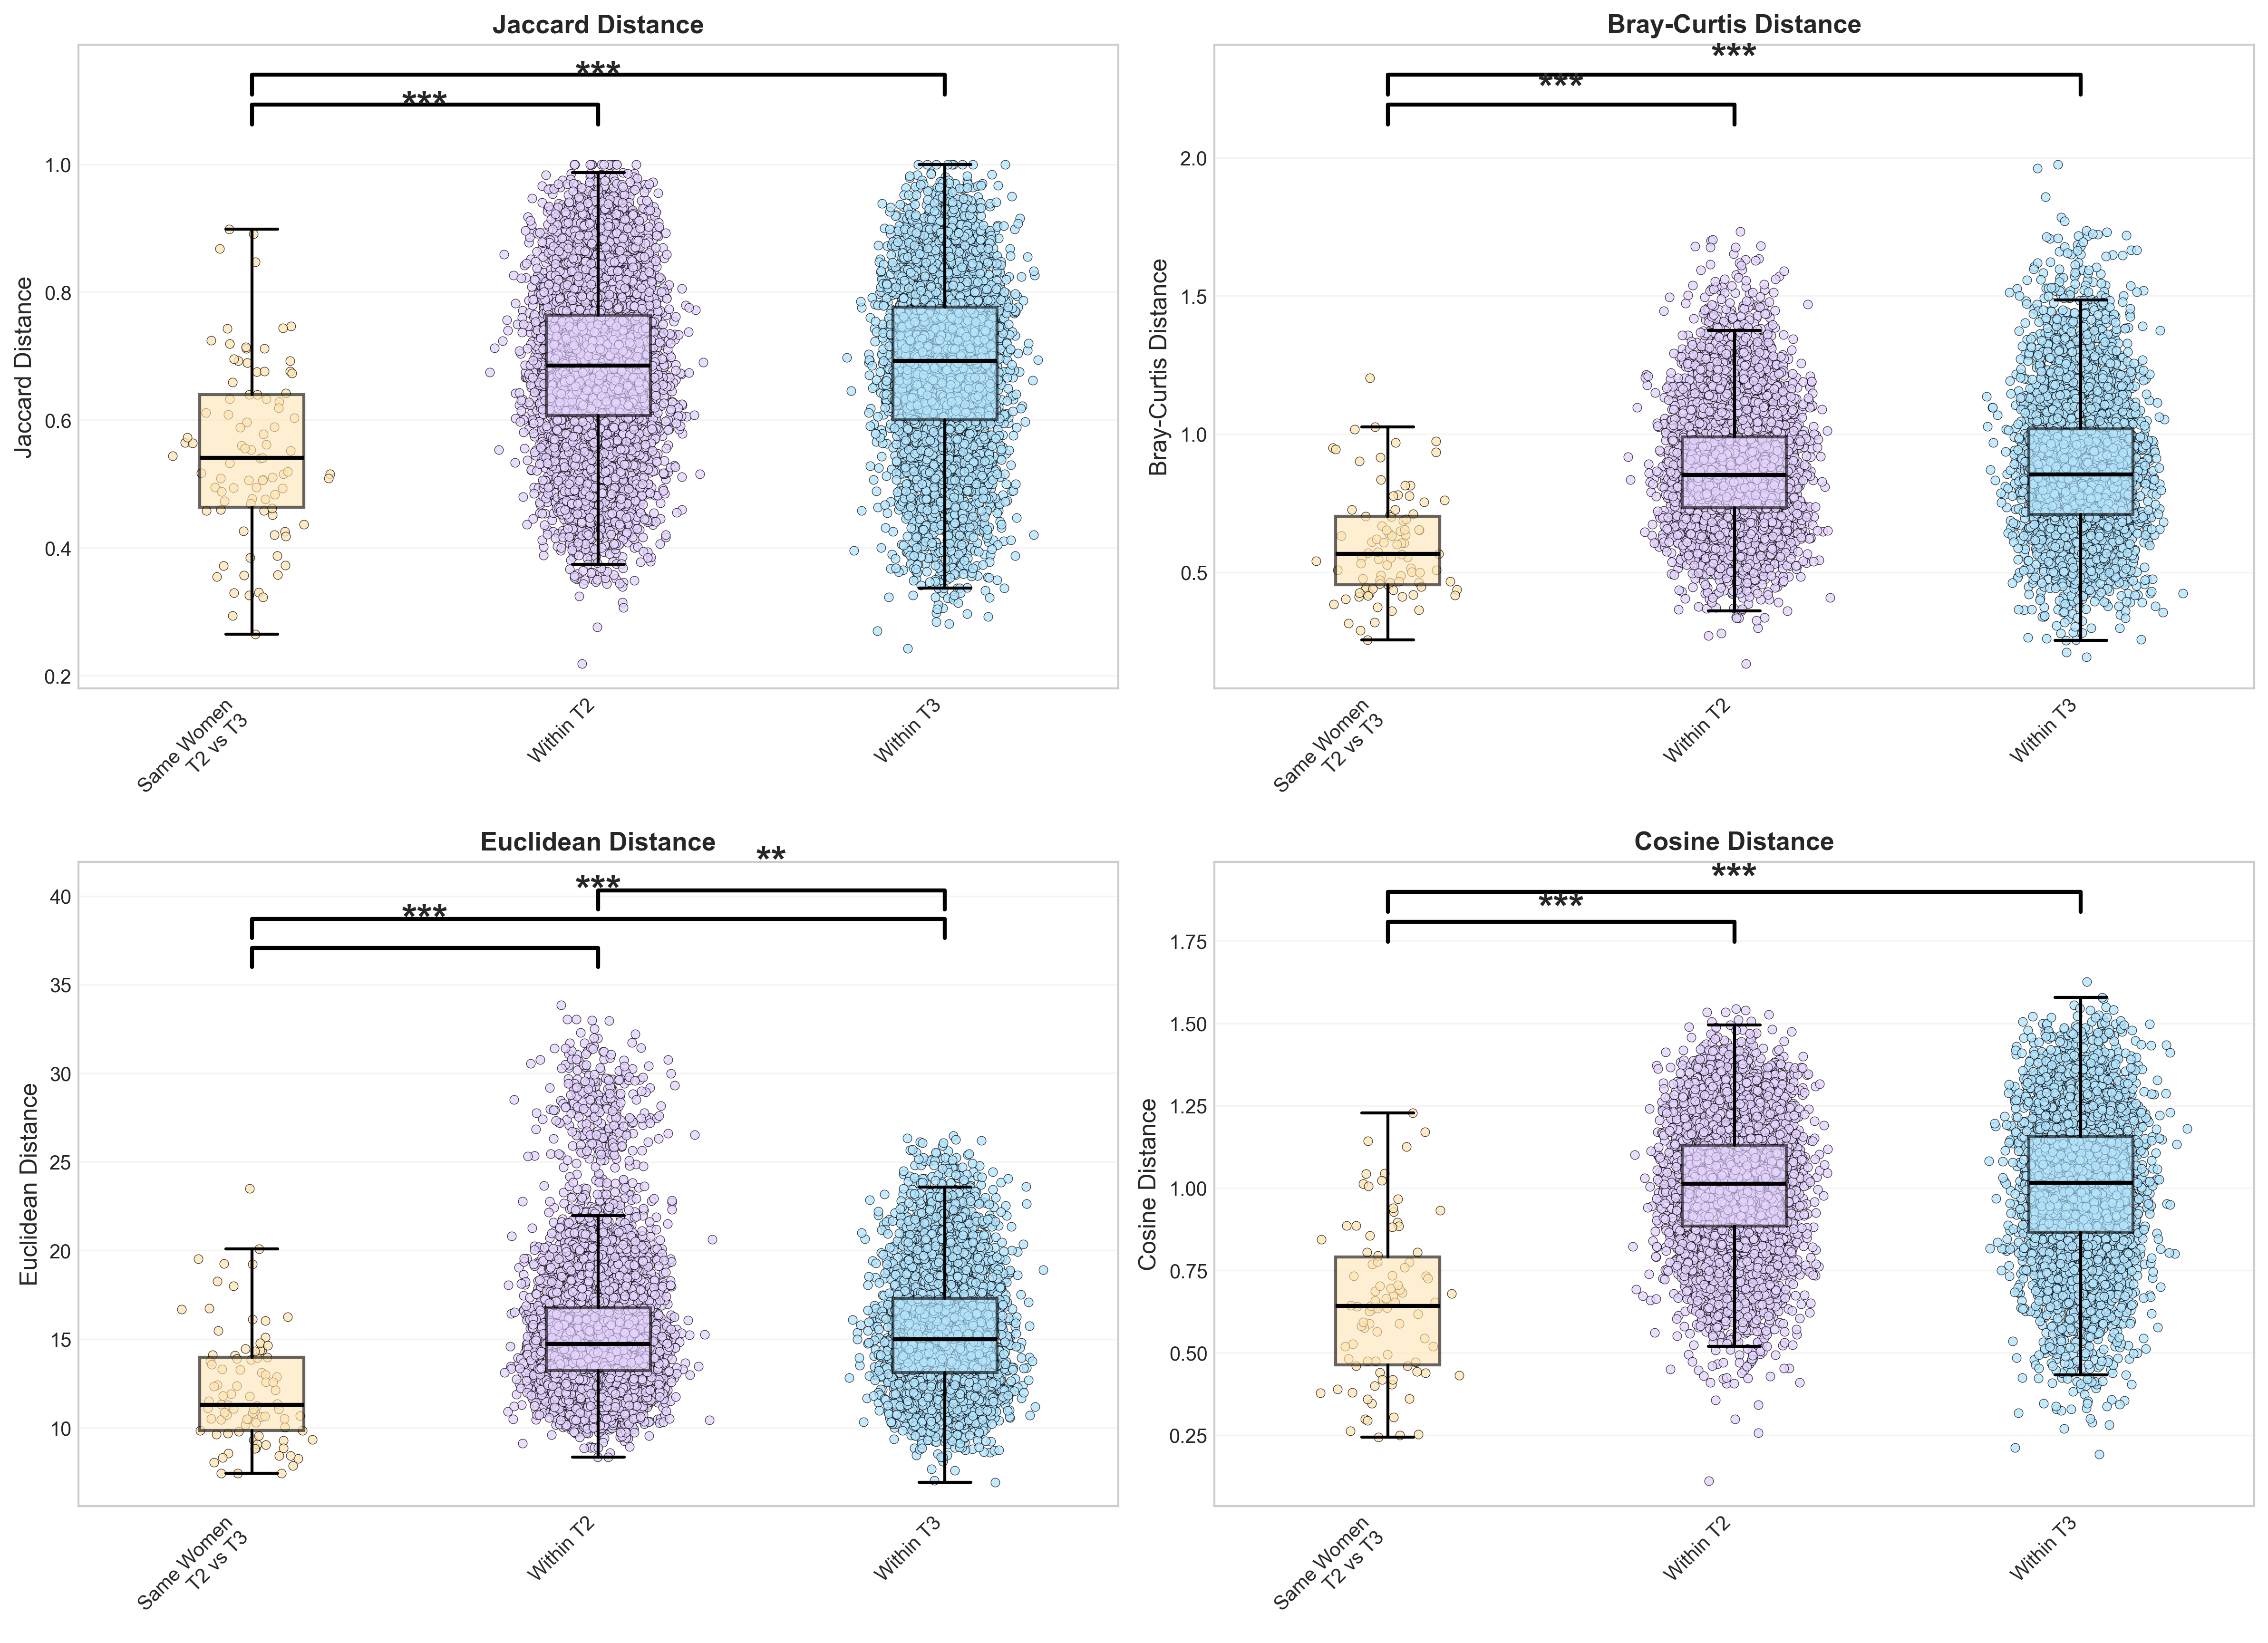 Jaccard Distance
***
***
Jaccard Distance
1.0
0.8
0.6
0.4
0.2
Same Women
T2 vs T3
Within T2
Within T3
Bray-Curtis Distance
***
***
Bray-Curtis Distance
2.0
1.5
1.0
0.5
Same Women
T2 vs T3
Within T2
Within T3
Euclidean Distance
**
***
***
Euclidean Distance
40
35
30
25
20
15
10
Same Women
T2 vs T3
Within T2
Within T3
Cosine Distance
***
***
Cosine Distance
1.75
1.50
1.25
1.00
0.75
0.50
0.25
Same Women
T2 vs T3
Within T2
Within T3